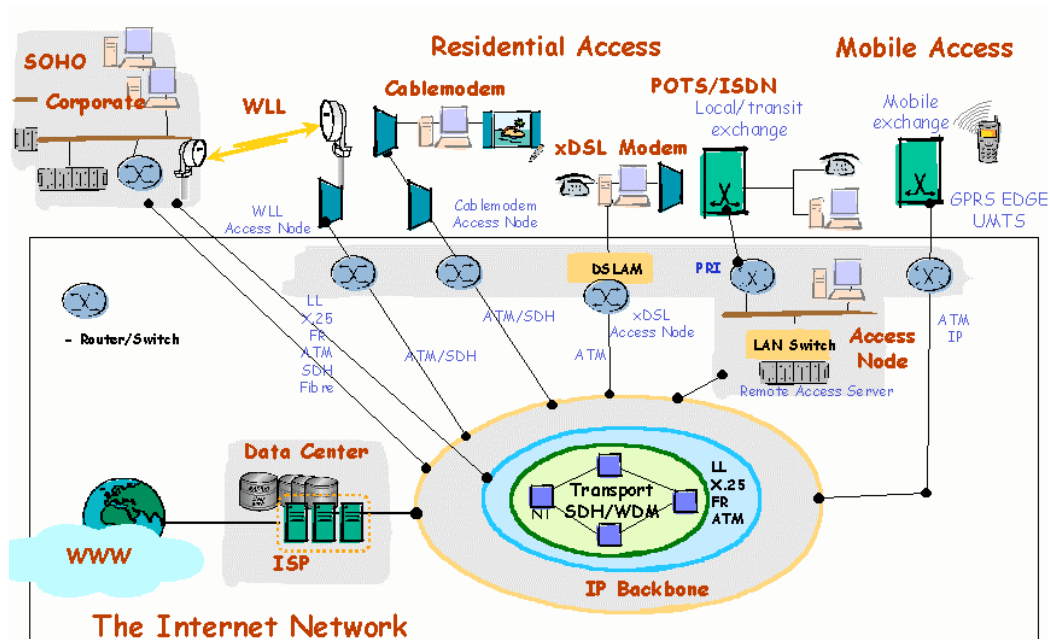 Residential Access
Mobile Access
SOHO
Corporate
WLL
Cablemodem
POTS/ISDN
Local/transit
exchange
Mobile
exchange
xDSL Modem
WLL
Access Node
Cablemodem
Access Node
GPRS EDGE
UMTS
DSLAM
PRI
- Router/Switch
LL
X.25
FR
ATM
SDH
Fibre
ATM/SDH
ATM/SDH
xDSL
Access Node
ATM
LAN Switch
Access
Node
Remote Access Server
ATM
IP
Data Center
ISP
WWW
Transport
SDH/WDM
NT
LL
X.25
FR
ATM
IP Backbone
The Internet Network